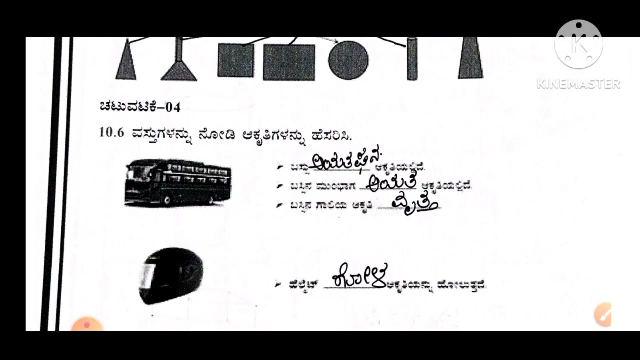 KINEMASTER
ಚಟುವಟಿಕೆ-04
10.6 ವಸ್ತುಗಳನ್ನು ನೋಡಿ ಆಕೃತಿಗಳನ್ನು ಹೆಸರಿಸಿ.
➢ ಬಸ್ಸು ಆಯತಘನ ಆಕೃತಿಯಲ್ಲಿದೆ.
➢ ಬಸ್ಸಿನ ಮುಂಭಾಗ ಆಯತ ಆಕೃತಿಯಲ್ಲಿದೆ.
➢ ಬಸ್ಸಿನ ಗಾಲಿಯ ಆಕೃತಿ ವೃತ್ತ
➢ ಹೆಲ್ಮೆಟ್ ಗೋಳ ಆಕೃತಿಯನ್ನು ಹೋಲುತ್ತದೆ.